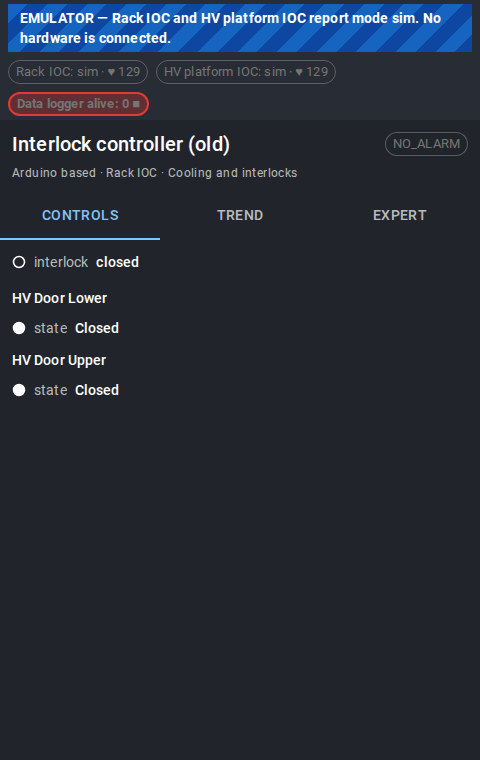 EMULATOR — Rack IOC and HV platform IOC report mode sim. No
hardware is connected.
Rack IOC: sim · ♥ 129
HV platform IOC: sim · ♥ 129
Data logger alive: 0 ■
Interlock controller (old)
NO_ALARM
Arduino based · Rack IOC · Cooling and interlocks
CONTROLS
TREND
EXPERT
interlock closed
HV Door Lower
state Closed
HV Door Upper
state Closed